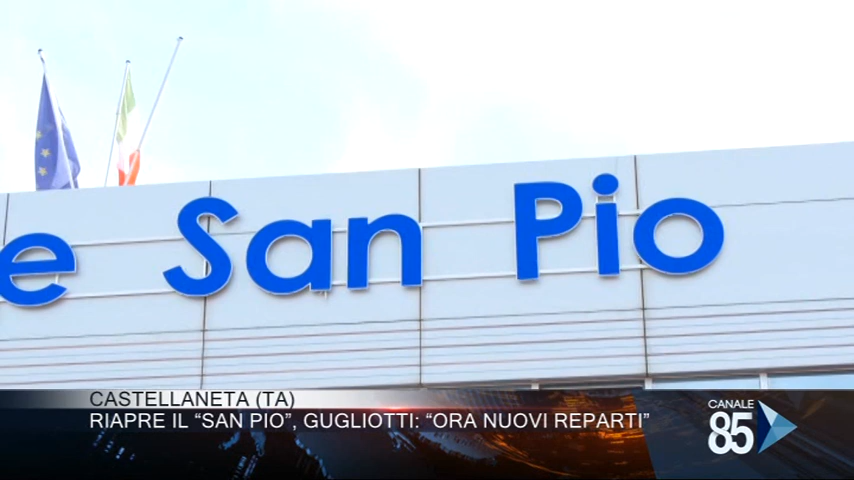 e San Pio
CASTELLANETA (TA)
RIAPRE IL “SAN PIO”, GUGLIOTTI: “ORA NUOVI REPARTI”
CANALE
85